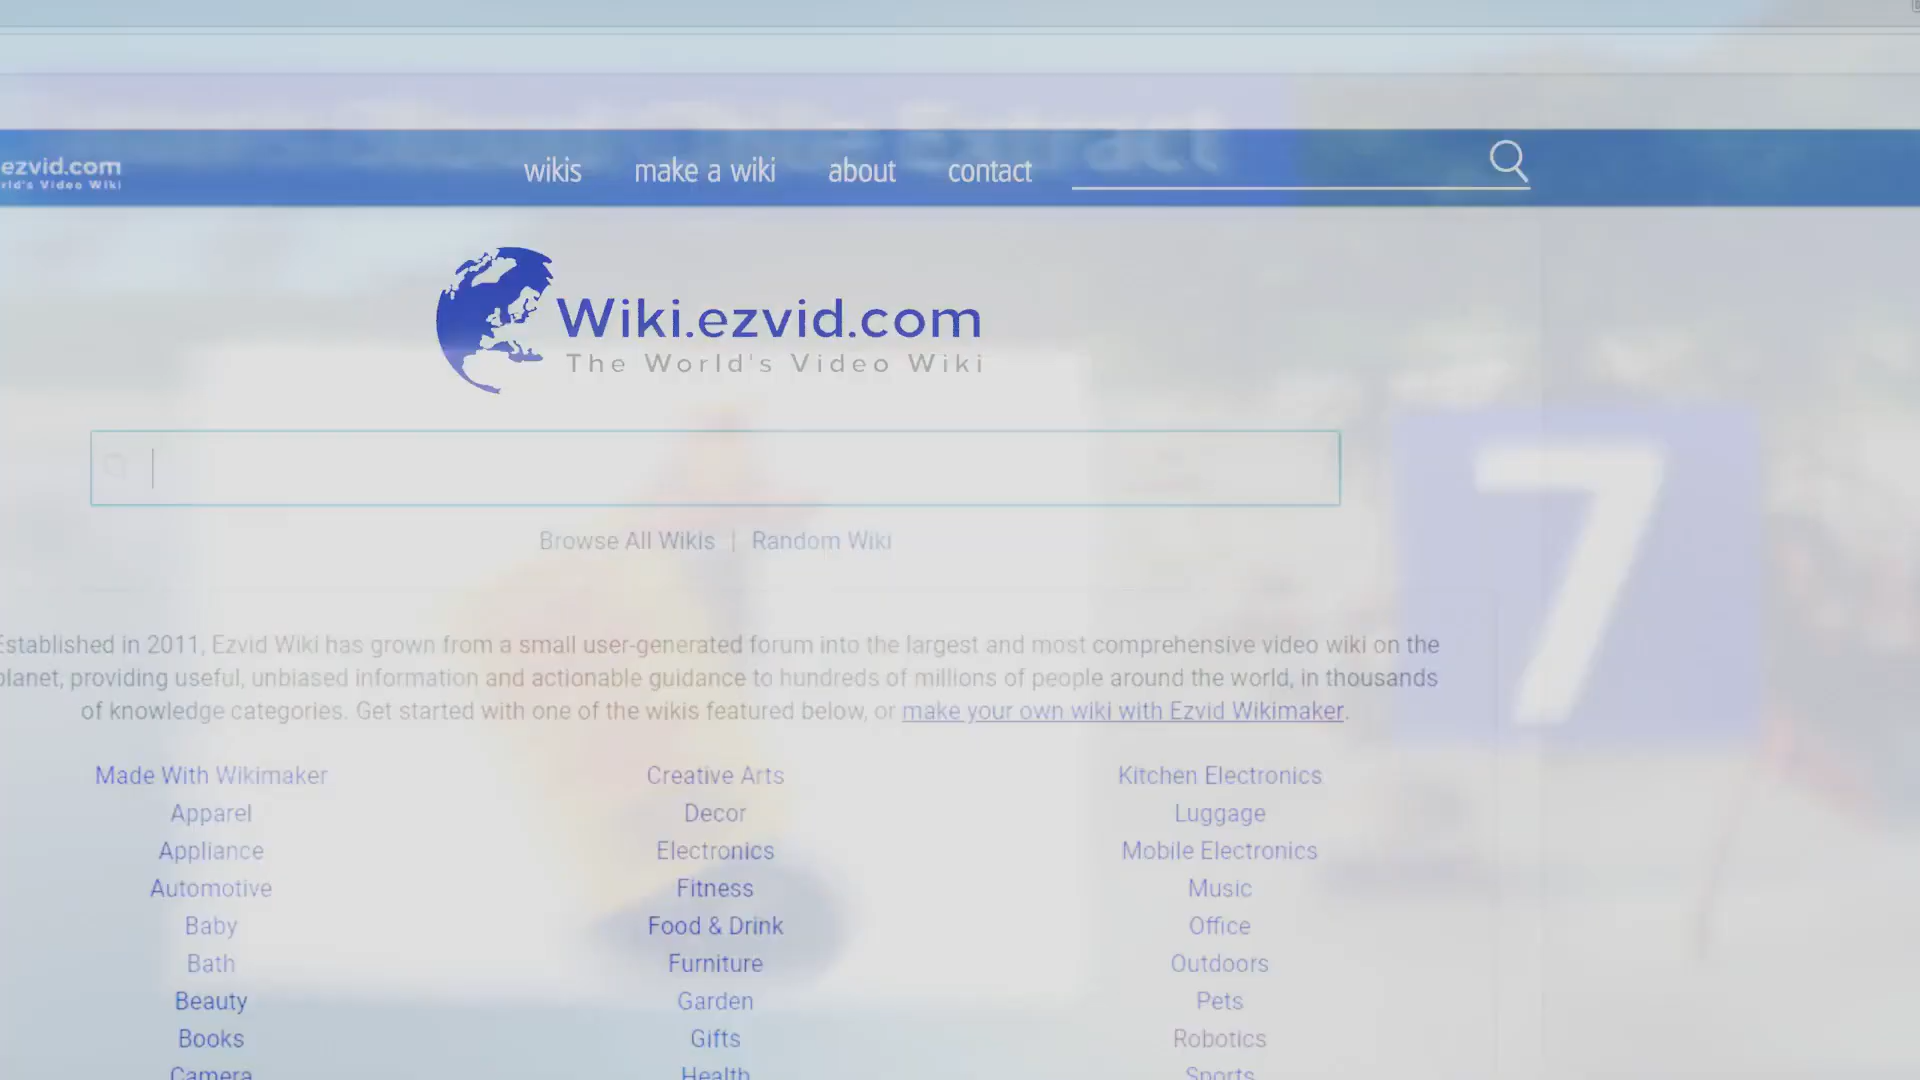 ezvid.com
wikis make a wiki about contact
rld's Video Wiki
Extract
Wiki.ezvid.com
The World's Video Wiki
7
Browse All Wikis | Random Wiki
Established in 2011, Ezvid Wiki has grown from a small user-generated forum into the largest and most comprehensive video wiki on the
planet, providing useful, unbiased information and actionable guidance to hundreds of millions of people around the world, in thousands
of knowledge categories. Get started with one of the wikis featured below, or make your own wiki with Ezvid Wikimaker.
Made With Wikimaker Creative Arts Kitchen Electronics
Apparel Decor Luggage
Appliance Electronics Mobile Electronics
Automotive Fitness Music
Baby Food & Drink Office
Bath Furniture Outdoors
Beauty Garden Pets
Books Gifts Robotics
Camera Health Sports